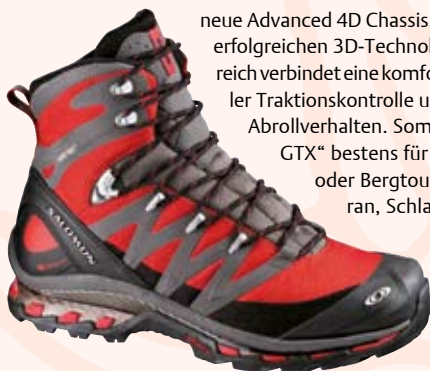 neue Advanced 4D Chassis
erfolgreichen 3D-Technol
reich verbindet eine komfo
ler Traktionskontrolle u
Abrollverhalten. Som
GTX“ bestens für
oder Bergtou
ran, Schla
SALOMON